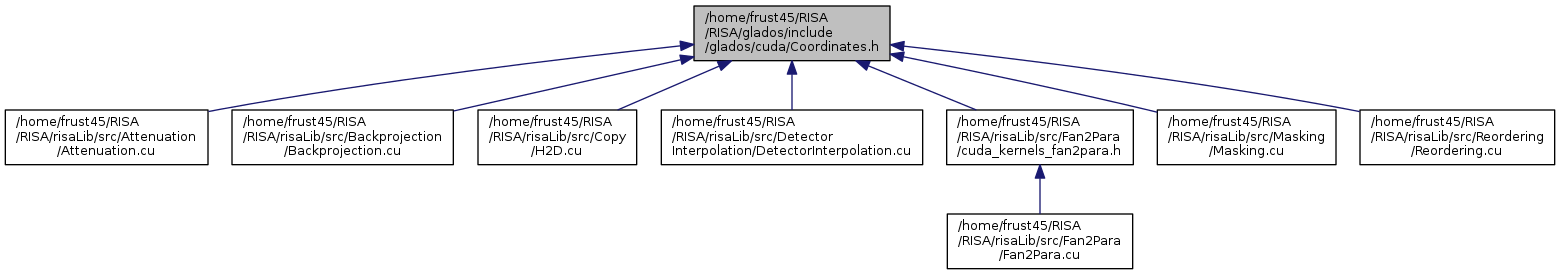 /home/frust45/RISA
/RISA/glados/include
/glados/cuda/Coordinates.h
/home/frust45/RISA
/RISA/risaLib/src/Attenuation
/Attenuation.cu
/home/frust45/RISA
/RISA/risaLib/src/Backprojection
/Backprojection.cu
/home/frust45/RISA
/RISA/risaLib/src/Copy
/H2D.cu
/home/frust45/RISA
/RISA/risaLib/src/Detector
Interpolation/DetectorInterpolation.cu
/home/frust45/RISA
/RISA/risaLib/src/Fan2Para
/cuda_kernels_fan2para.h
/home/frust45/RISA
/RISA/risaLib/src/Masking
/Masking.cu
/home/frust45/RISA
/RISA/risaLib/src/Reordering
/Reordering.cu
/home/frust45/RISA
/RISA/risaLib/src/Fan2Para
/Fan2Para.cu